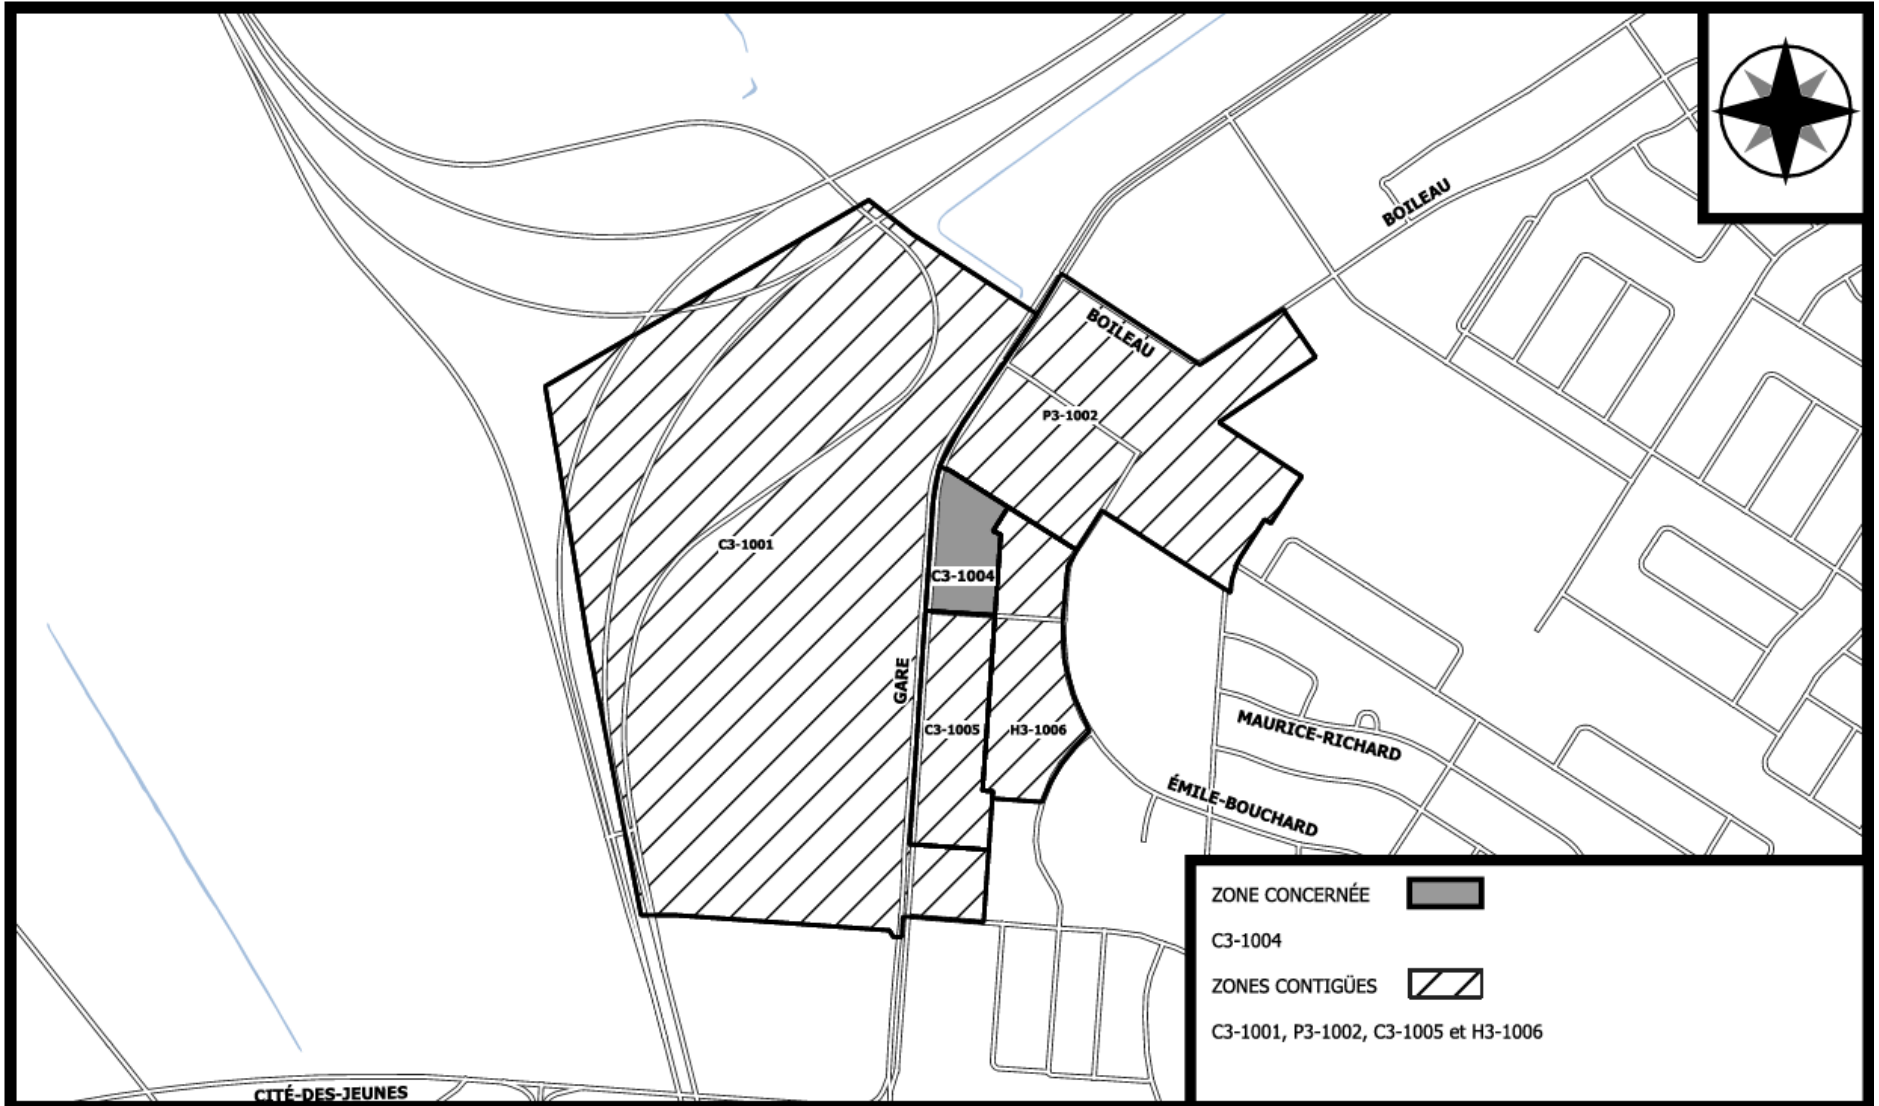 BOILEAU
BOILEAU
P3-1002
C3-1001
C3-1004
GARE
C3-1005
H3-1006
MAURICE-RICHARD
ÉMILE-BOUCHARD
CITÉ-DES-JEUNES
ZONE CONCERNÉE
C3-1004
ZONES CONTIGÜES
C3-1001, P3-1002, C3-1005 et H3-1006